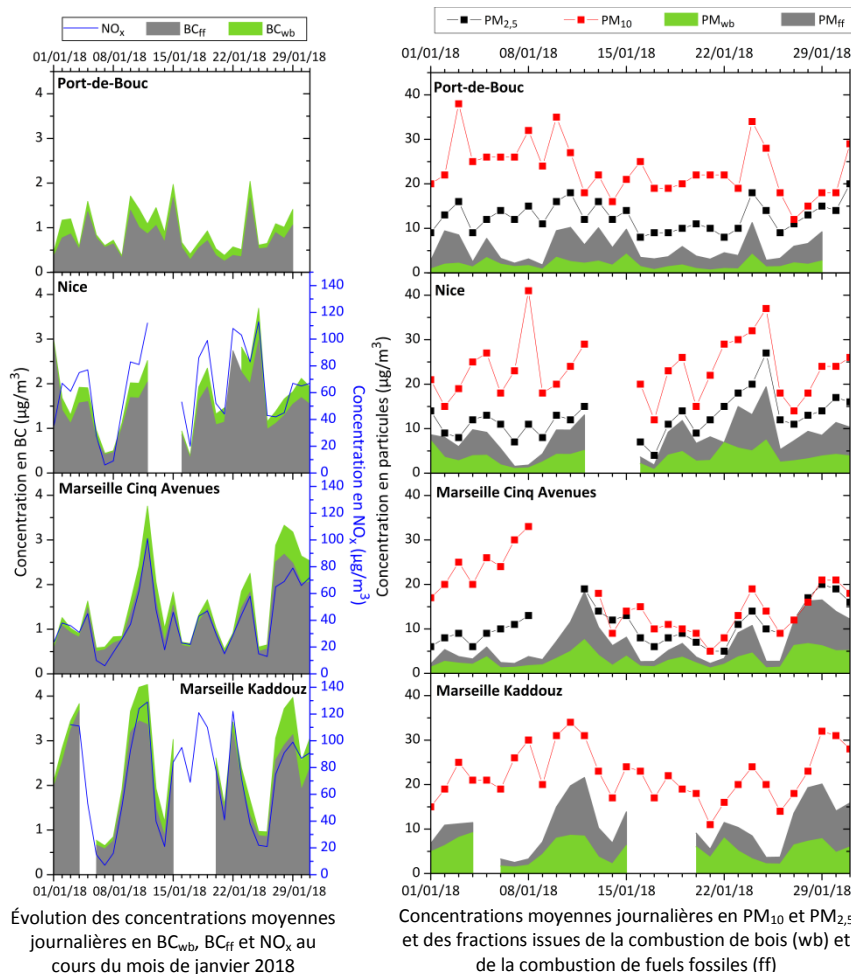 NOx BCff BCwb
01/01/18 15/01/18 29/01/18
08/01/18 22/01/18
Port-de-Bouc
4
3
2
1
0
Nice
4
3
2
1
0
140
120
100
80
60
40
20
0
Marseille Cinq Avenues
4
3
2
1
0
140
120
100
80
60
40
20
0
Marseille Kaddouz
4
3
2
1
0
140
120
100
80
60
40
20
0
Concentration en BC (µg/m³)
Concentration en NOx (µg/m³)
01/01/18 15/01/18 29/01/18
08/01/18 22/01/18
Évolution des concentrations moyennes
journalières en BCwb, BCff et NOx au
cours du mois de janvier 2018
PM2,5 PM10 PMwb PMff
01/01/18 15/01/18 29/01/18
08/01/18 22/01/18
Port-de-Bouc
40
30
20
10
0
Nice
40
30
20
10
0
Marseille Cinq Avenues
40
30
20
10
0
Marseille Kaddouz
40
30
20
10
0
Concentration en particules (µg/m³)
01/01/18 15/01/18 29/01/18
08/01/18 22/01/18
Concentrations moyennes journalières en PM10 et PM2,5
et des fractions issues de la combustion de bois (wb) et
de la combustion de fuels fossiles (ff)